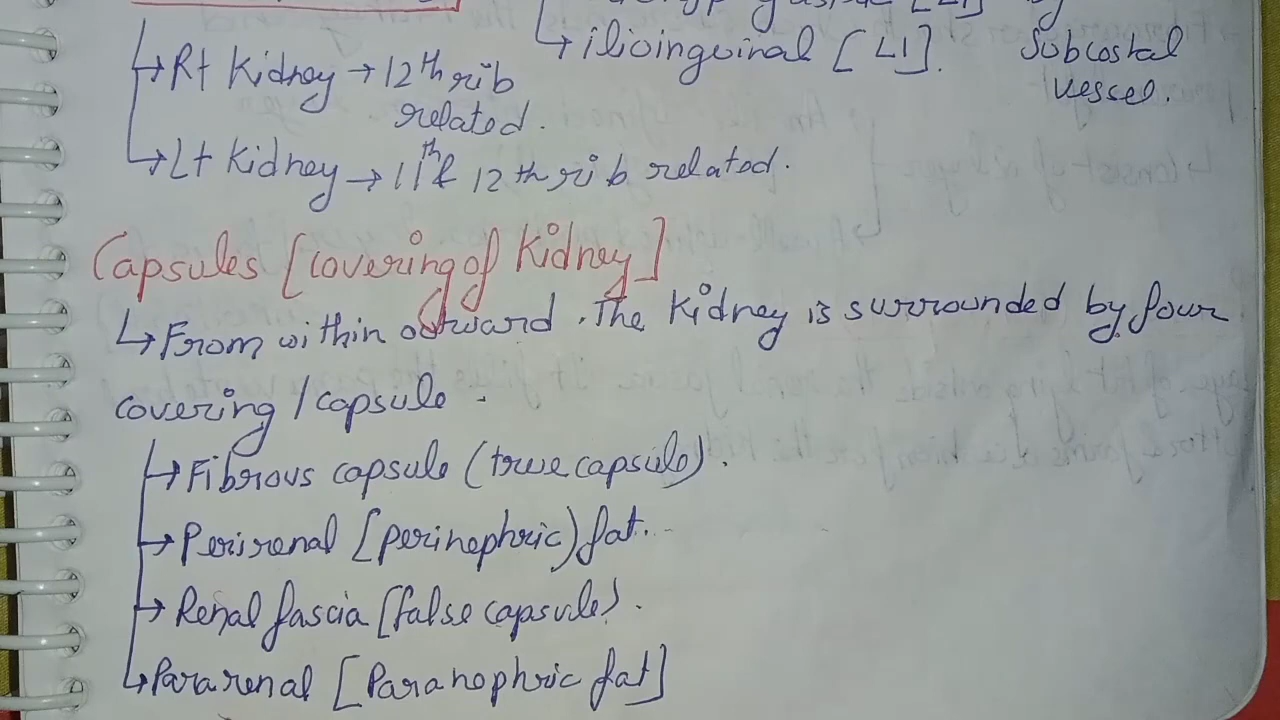 ilioinguinal [L1]. Subcostal
vessel.
Rt Kidney → 12th rib
related.
Lt Kidney → 11th & 12th rib related.
Capsules [covering of Kidney]
From within outward. The Kidney is surrounded by four
covering / capsule.
Fibrous capsule (true capsule).
Perirenal [perinephric) fat.
Renal fascia [false capsule).
Pararenal [Paranephric fat]